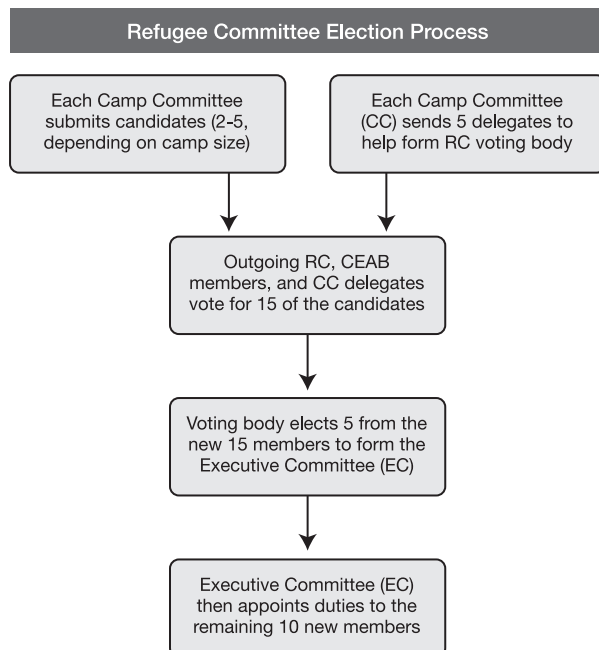 Refugee Committee Election Process
Each Camp Committee
submits candidates (2-5,
depending on camp size)
Each Camp Committee
(CC) sends 5 delegates to
help form RC voting body
Outgoing RC, CEAB
members, and CC delegates
vote for 15 of the candidates
Voting body elects 5 from the
new 15 members to form the
Executive Committee (EC)
Executive Committee (EC)
then appoints duties to the
remaining 10 new members